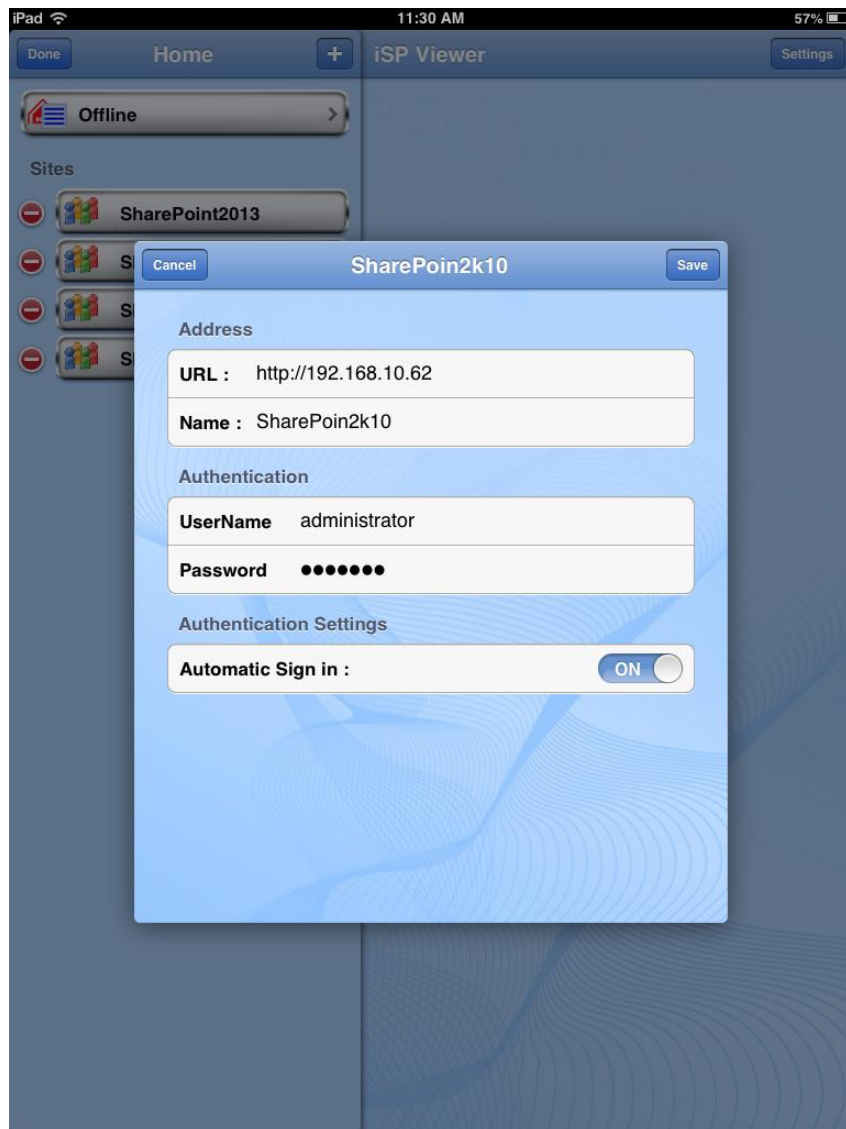 iPad 11:30 AM 57%
Done Home + iSP Viewer Settings
Offline
Sites
SharePoint2013
Cancel SharePoin2k10 Save
Address
URL : http://192.168.10.62
Name : SharePoin2k10
Authentication
UserName administrator
Password •••••••
Authentication Settings
Automatic Sign in : ON